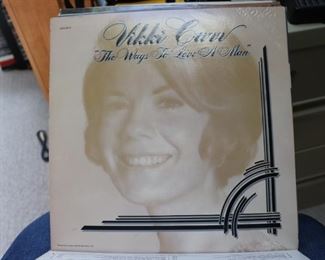 Vikki Carr
"The Ways To Love A Man"